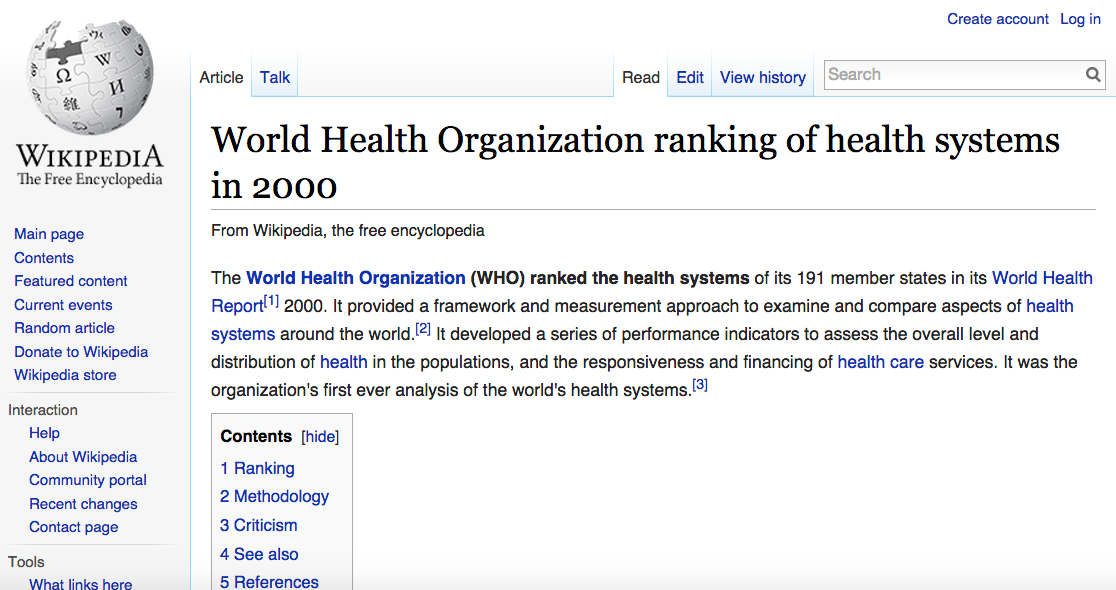 Create account Log in
Article Talk Read Edit View history Search
WIKIPEDIA
The Free Encyclopedia
World Health Organization ranking of health systems
in 2000
From Wikipedia, the free encyclopedia
The World Health Organization (WHO) ranked the health systems of its 191 member states in its World Health
Report[1] 2000. It provided a framework and measurement approach to examine and compare aspects of health
systems around the world.[2] It developed a series of performance indicators to assess the overall level and
distribution of health in the populations, and the responsiveness and financing of health care services. It was the
organization's first ever analysis of the world's health systems.[3]
Contents [hide]
1 Ranking
2 Methodology
3 Criticism
4 See also
5 References
Main page
Contents
Featured content
Current events
Random article
Donate to Wikipedia
Wikipedia store
Interaction
Help
About Wikipedia
Community portal
Recent changes
Contact page
Tools
What links here